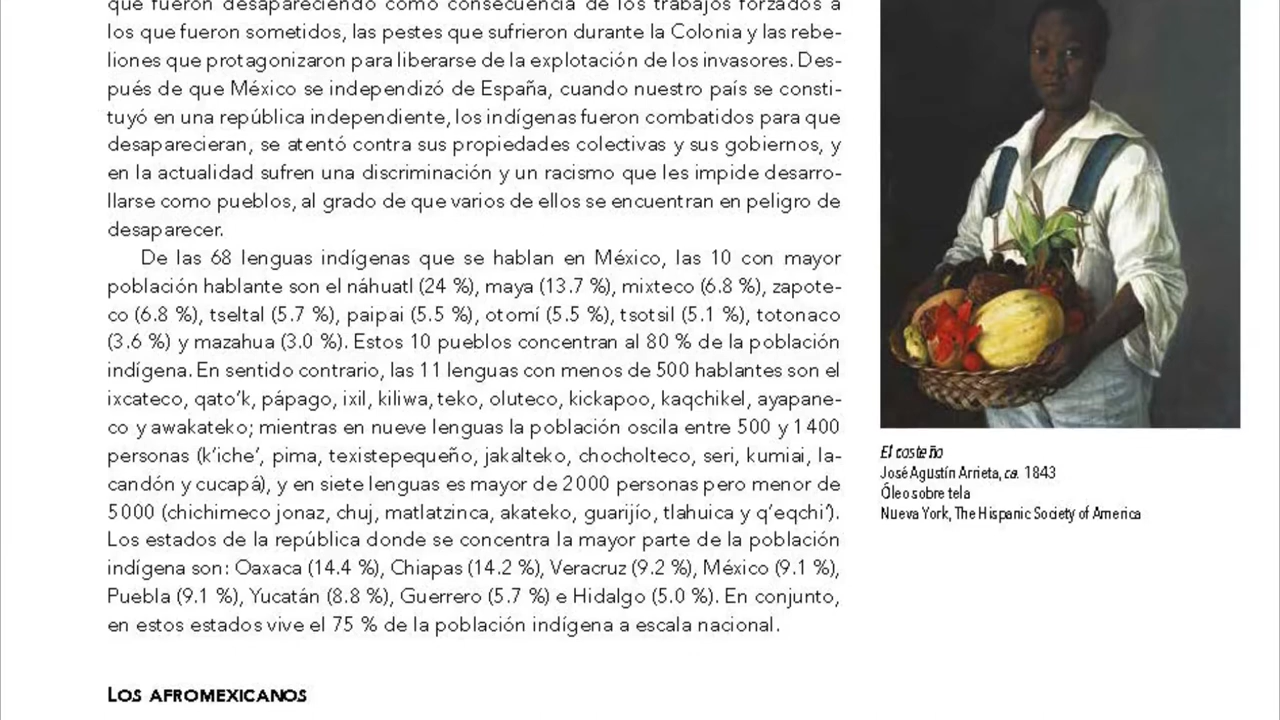 que fueron desapareciendo como consecuencia de los trabajos forzados a
los que fueron sometidos, las pestes que sufrieron durante la Colonia y las rebe-
liones que protagonizaron para liberarse de la explotación de los invasores. Des-
pués de que México se independizó de España, cuando nuestro país se consti-
tuyó en una república independiente, los indígenas fueron combatidos para que
desaparecieran, se atentó contra sus propiedades colectivas y sus gobiernos, y
en la actualidad sufren una discriminación y un racismo que les impide desarro-
llarse como pueblos, al grado de que varios de ellos se encuentran en peligro de
desaparecer.
De las 68 lenguas indígenas que se hablan en México, las 10 con mayor
población hablante son el náhuatl (24 %), maya (13.7 %), mixteco (6.8 %), zapote-
co (6.8 %), tseltal (5.7 %), paipai (5.5 %), otomí (5.5 %), tsotsil (5.1 %), totonaco
(3.6 %) y mazahua (3.0 %). Estos 10 pueblos concentran al 80 % de la población
indígena. En sentido contrario, las 11 lenguas con menos de 500 hablantes son el
ixcateco, qato’k, pápago, ixil, kiliwa, teko, oluteco, kickapoo, kaqchikel, ayapane-
co y awakateko; mientras en nueve lenguas la población oscila entre 500 y 1 400
personas (k’iche’, pima, texistepequeño, jakalteko, chocholteco, seri, kumiai, la-
candón y cucapá), y en siete lenguas es mayor de 2 000 personas pero menor de
5 000 (chichimeco jonaz, chuj, matlatzinca, akateko, guarijío, tlahuica y q’eqchi’).
Los estados de la república donde se concentra la mayor parte de la población
indígena son: Oaxaca (14.4 %), Chiapas (14.2 %), Veracruz (9.2 %), México (9.1 %),
Puebla (9.1 %), Yucatán (8.8 %), Guerrero (5.7 %) e Hidalgo (5.0 %). En conjunto,
en estos estados vive el 75 % de la población indígena a escala nacional.
LOS AFROMEXICANOS
El costeño
José Agustín Arrieta, ca. 1843
Óleo sobre tela
Nueva York, The Hispanic Society of America